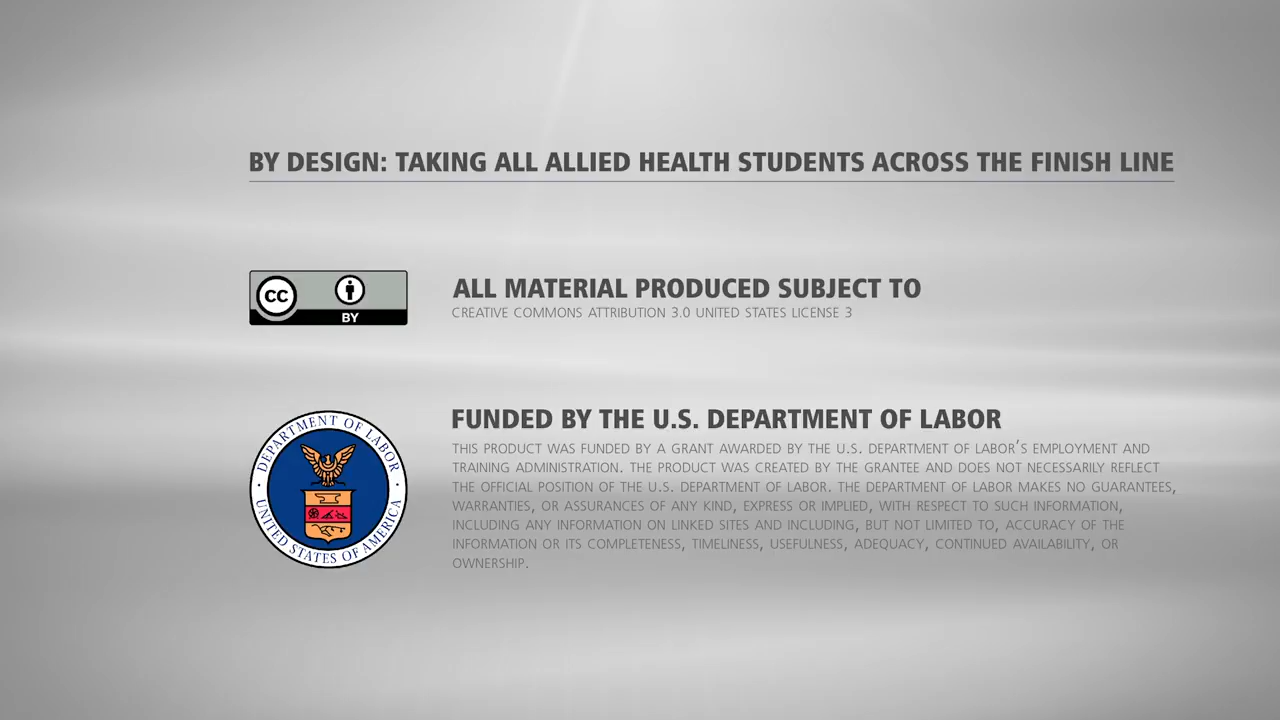 BY DESIGN: TAKING ALL ALLIED HEALTH STUDENTS ACROSS THE FINISH LINE
CC
BY
ALL MATERIAL PRODUCED SUBJECT TO
CREATIVE COMMONS ATTRIBUTION 3.0 UNITED STATES LICENSE 3
DEPARTMENT OF LABOR
UNITED STATES OF AMERICA
FUNDED BY THE U.S. DEPARTMENT OF LABOR
THIS PRODUCT WAS FUNDED BY A GRANT AWARDED BY THE U.S. DEPARTMENT OF LABOR'S EMPLOYMENT AND
TRAINING ADMINISTRATION. THE PRODUCT WAS CREATED BY THE GRANTEE AND DOES NOT NECESSARILY REFLECT
THE OFFICIAL POSITION OF THE U.S. DEPARTMENT OF LABOR. THE DEPARTMENT OF LABOR MAKES NO GUARANTEES,
WARRANTIES, OR ASSURANCES OF ANY KIND, EXPRESS OR IMPLIED, WITH RESPECT TO SUCH INFORMATION,
INCLUDING ANY INFORMATION ON LINKED SITES AND INCLUDING, BUT NOT LIMITED TO, ACCURACY OF THE
INFORMATION OR ITS COMPLETENESS, TIMELINESS, USEFULNESS, ADEQUACY, CONTINUED AVAILABILITY, OR
OWNERSHIP.